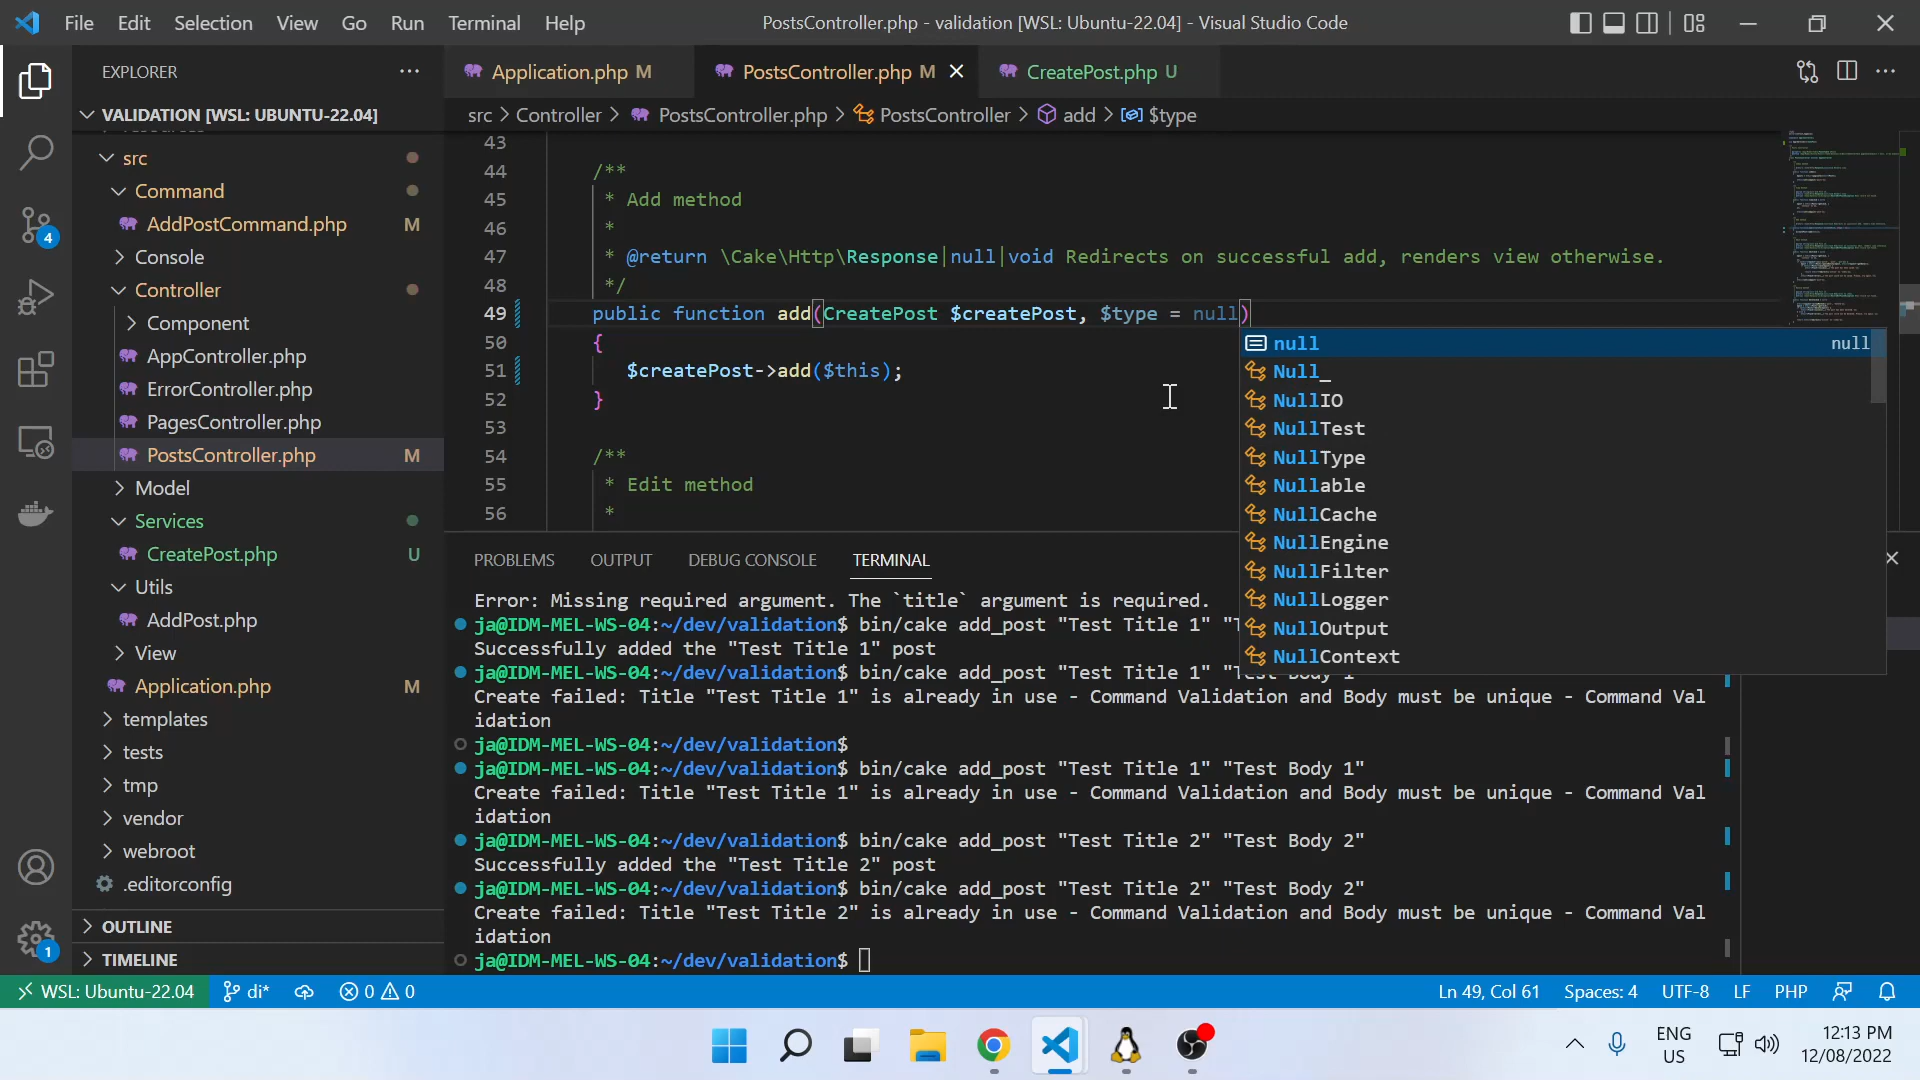 File Edit Selection View Go Run Terminal Help
PostsController.php - validation [WSL: Ubuntu-22.04] - Visual Studio Code
EXPLORER
Application.php M
PostsController.php M
CreatePost.php U
VALIDATION [WSL: UBUNTU-22.04]
src > Controller > PostsController.php > PostsController > add > $type
src
Command
AddPostCommand.php M
Console
Controller
Component
AppController.php
ErrorController.php
PagesController.php
PostsController.php M
Model
Services
CreatePost.php U
Utils
AddPost.php
View
Application.php M
templates
tests
tmp
vendor
webroot
.editorconfig
OUTLINE
TIMELINE
4
1
43
44 /**
45 * Add method
46 *
47 * @return \Cake\Http\Response|null|void Redirects on successful add, renders view otherwise.
48 */
49 public function add(CreatePost $createPost, $type = null)
50 {
51 $createPost->add($this);
52 }
53
54 /**
55 * Edit method
56 *
null null
Null_
NullIO
NullTest
NullType
Nullable
NullCache
NullEngine
NullFilter
NullLogger
NullOutput
NullContext
PROBLEMS OUTPUT DEBUG CONSOLE TERMINAL
Error: Missing required argument. The `title` argument is required.
ja@IDM-MEL-WS-04:~/dev/validation$ bin/cake add_post "Test Title 1" "T
Successfully added the "Test Title 1" post
ja@IDM-MEL-WS-04:~/dev/validation$ bin/cake add_post "Test Title 1" "Test Body 1"
Create failed: Title "Test Title 1" is already in use - Command Validation and Body must be unique - Command Val
idation
ja@IDM-MEL-WS-04:~/dev/validation$
ja@IDM-MEL-WS-04:~/dev/validation$ bin/cake add_post "Test Title 1" "Test Body 1"
Create failed: Title "Test Title 1" is already in use - Command Validation and Body must be unique - Command Val
idation
ja@IDM-MEL-WS-04:~/dev/validation$ bin/cake add_post "Test Title 2" "Test Body 2"
Successfully added the "Test Title 2" post
ja@IDM-MEL-WS-04:~/dev/validation$ bin/cake add_post "Test Title 2" "Test Body 2"
Create failed: Title "Test Title 2" is already in use - Command Validation and Body must be unique - Command Val
idation
ja@IDM-MEL-WS-04:~/dev/validation$
WSL: Ubuntu-22.04 di* 0 0
Ln 49, Col 61 Spaces: 4 UTF-8 LF PHP
ENG
US
12:13 PM
12/08/2022